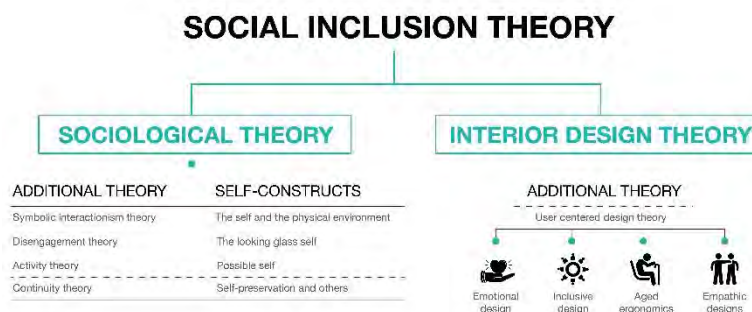 SOCIAL INCLUSION THEORY
SOCIOLOGICAL THEORY
INTERIOR DESIGN THEORY
ADDITIONAL THEORY
SELF-CONSTRUCTS
Symbolic interactionism theory
The self and the physical environment
Disengagement theory
The looking glass self
Activity theory
Possible self
Continuity theory
Self-preservation and others
ADDITIONAL THEORY
User centered design theory
Emotional
design
Inclusive
design
Aged
ergonomics
Empathic
designs